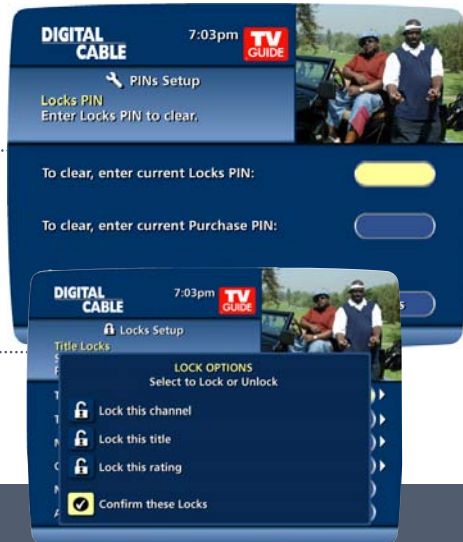 DIGITAL
CABLE
7:03pm
TV
GUIDE
PINs Setup
Locks PIN
Enter Locks PIN to clear.
To clear, enter current Locks PIN:
To clear, enter current Purchase PIN:
DIGITAL
CABLE
7:03pm
TV
GUIDE
Locks Setup
Title Locks
LOCK OPTIONS
Select to Lock or Unlock
Lock this channel
Lock this title
Lock this rating
Confirm these Locks